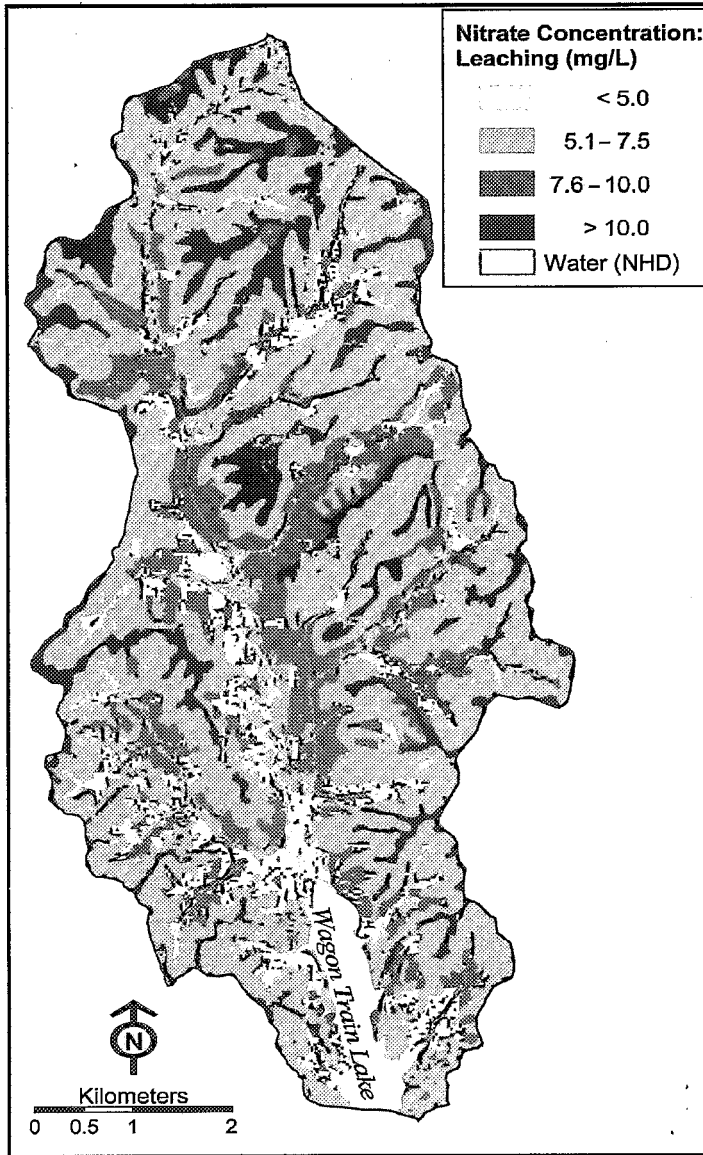 Nitrate Concentration:
Leaching (mg/L)
< 5.0
5.1 – 7.5
7.6 – 10.0
> 10.0
Water (NHD)
Wagon Train Lake
N
Kilometers
0 0.5 1 2